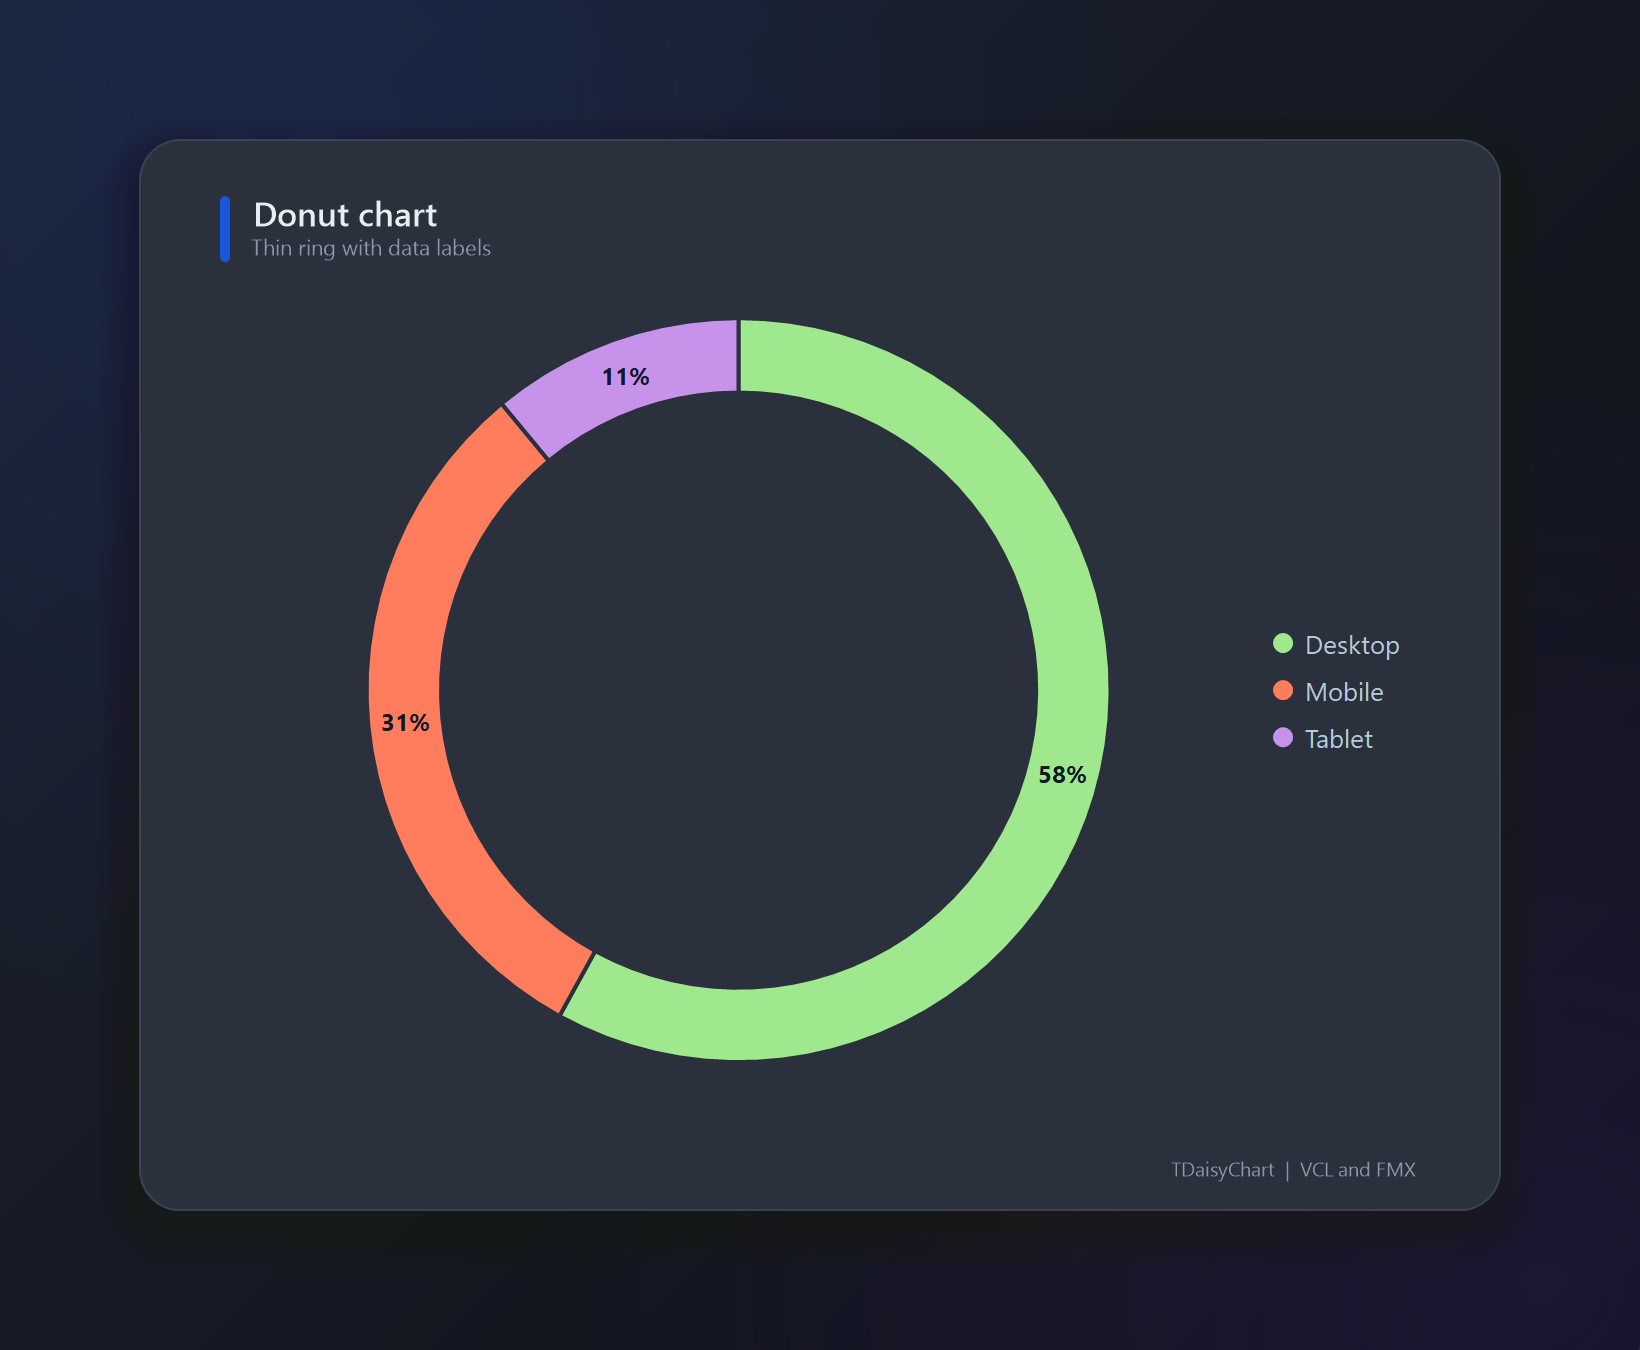 Donut chart
Thin ring with data labels
11%
31%
58%
Desktop
Mobile
Tablet
TDaisyChart | VCL and FMX